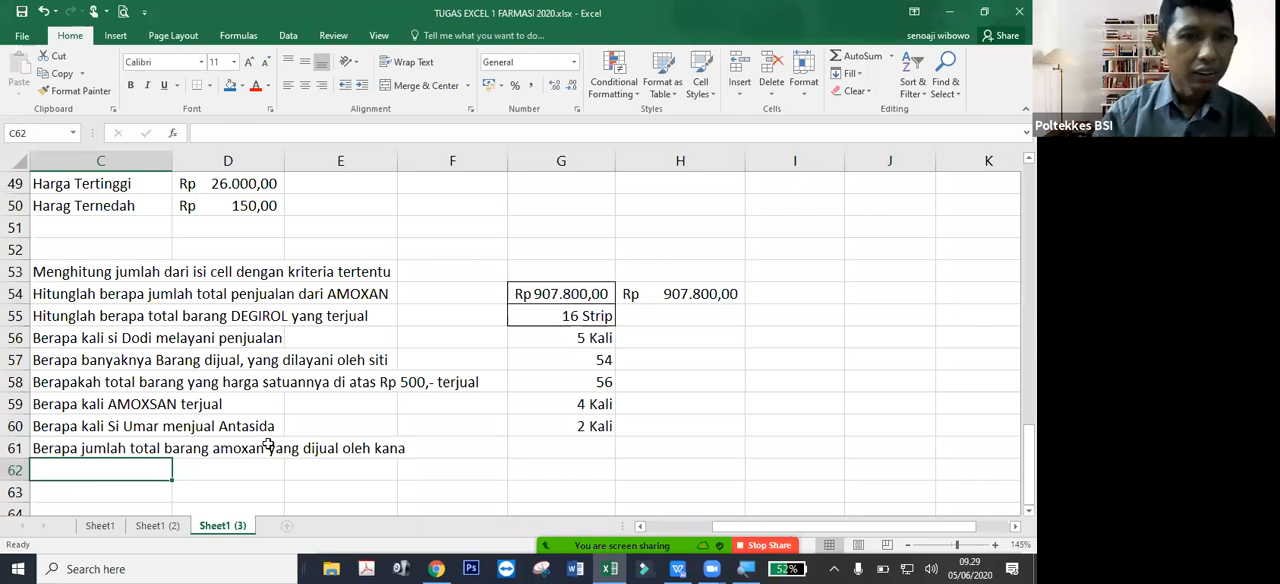 TUGAS EXCEL 1 FARMASI 2020.xlsx - Excel
File Home Insert Page Layout Formulas Data Review View Tell me what you want to do... senoaji wibowo Share
Cut
Copy
Format Painter
Paste
Clipboard
Calibri 11
B I U
Font
Wrap Text
Merge & Center
Alignment
General
Number
Conditional Formatting
Format as Table
Cell Styles
Styles
Insert Delete Format
Cells
AutoSum
Fill
Clear
Sort & Filter
Find & Select
Editing
Poltekkes BSI
C62
fx
C D E F G H I J K
49 Harga Tertinggi Rp 26.000,00
50 Harag Ternedah Rp 150,00
51
52
53 Menghitung jumlah dari isi cell dengan kriteria tertentu
54 Hitunglah berapa jumlah total penjualan dari AMOXAN Rp 907.800,00 Rp 907.800,00
55 Hitunglah berapa total barang DEGIROL yang terjual 16 Strip
56 Berapa kali si Dodi melayani penjualan 5 Kali
57 Berapa banyaknya Barang dijual, yang dilayani oleh siti 54
58 Berapakah total barang yang harga satuannya di atas Rp 500,- terjual 56
59 Berapa kali AMOXSAN terjual 4 Kali
60 Berapa kali Si Umar menjual Antasida 2 Kali
61 Berapa jumlah total barang amoxan yang dijual oleh kana
62
63
64
Sheet1 Sheet1 (2) Sheet1 (3)
Ready
You are screen sharing Stop Share
145%
Search here
52%
09.29
05/06/2020